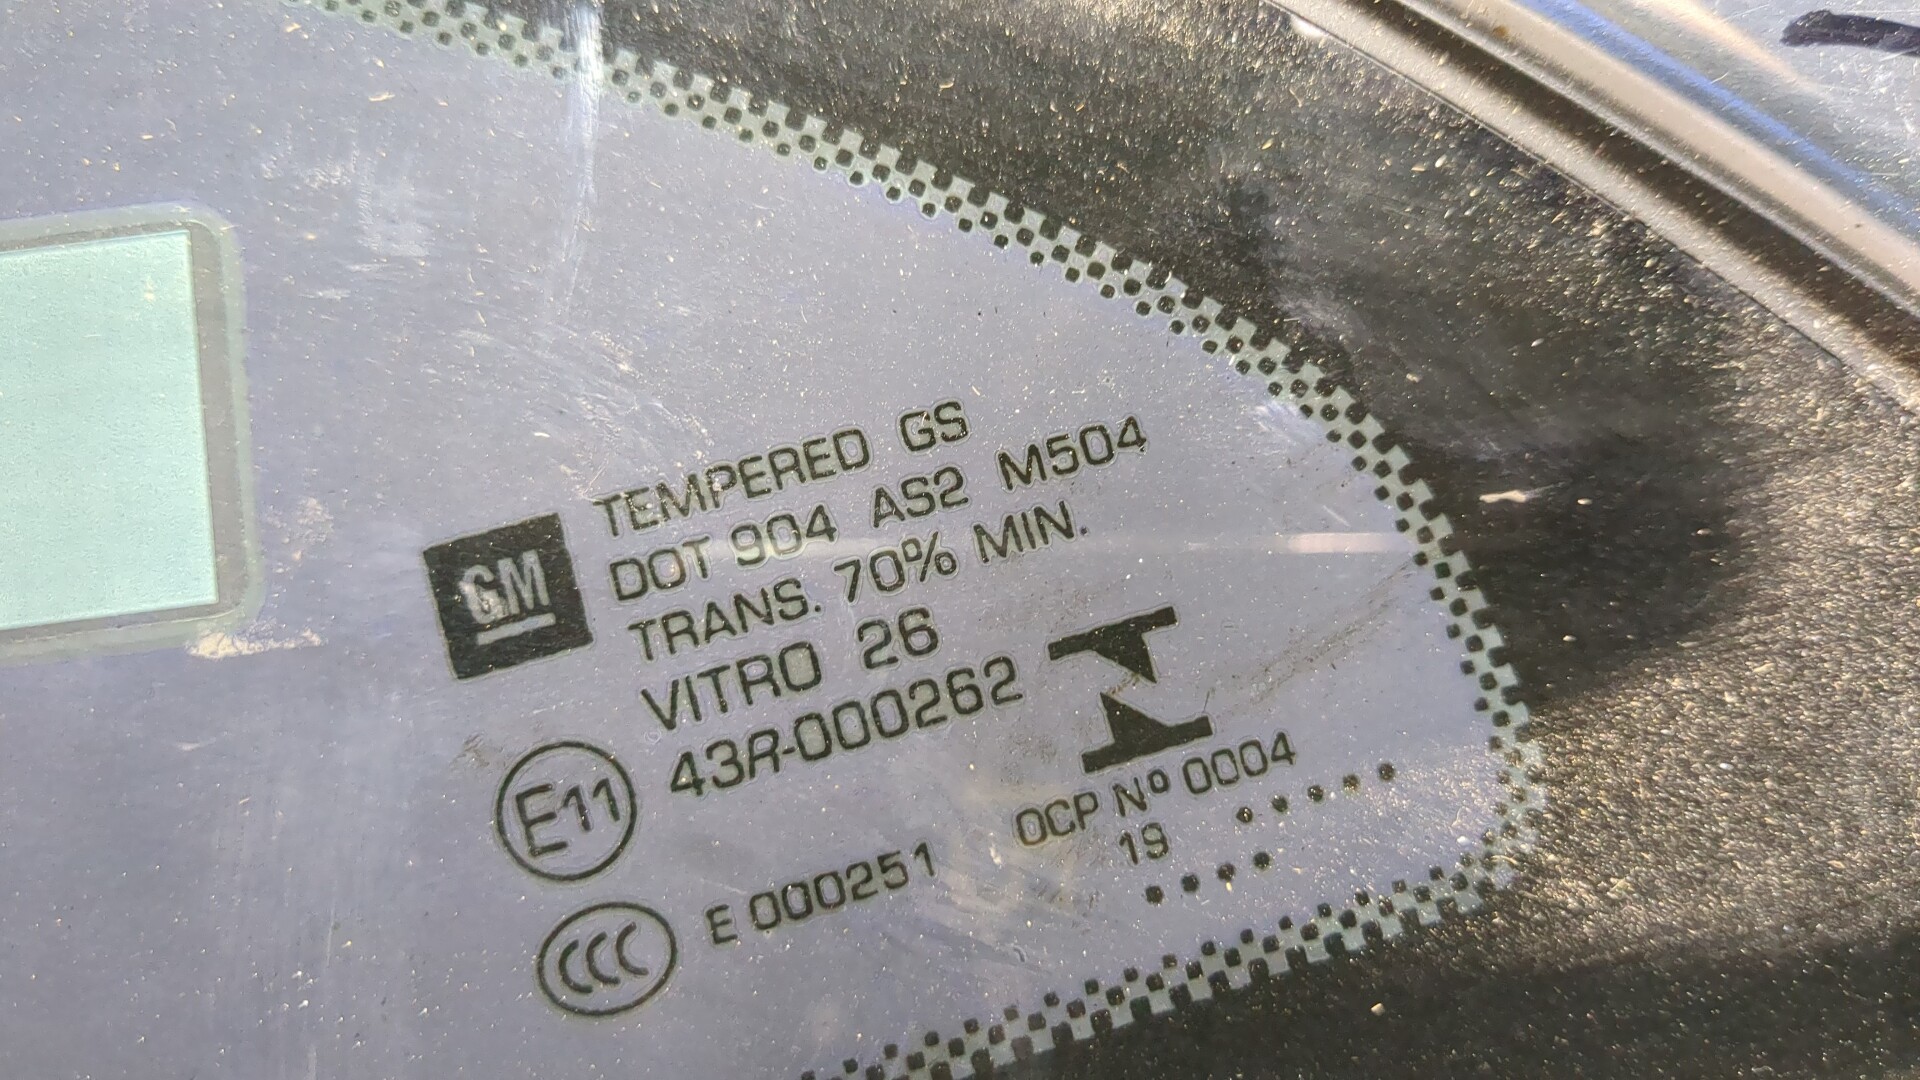 GM
TEMPERED GS
DOT 904 AS2 M504
TRANS. 70% MIN.
VITRO 26
E11 43R-000262
OCP Nº 0004
19
CCC E 000251